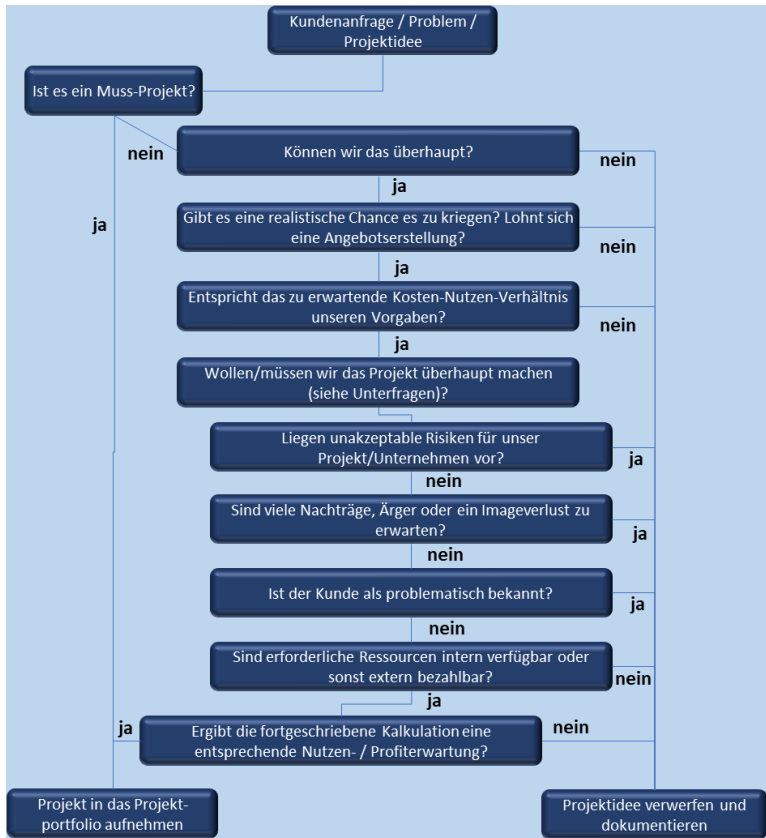 Kundenanfrage / Problem /
Projektidee
Ist es ein Muss-Projekt?
nein
Können wir das überhaupt?
nein
ja
ja
Gibt es eine realistische Chance es zu kriegen? Lohnt sich
eine Angebotserstellung?
nein
ja
Entspricht das zu erwartende Kosten-Nutzen-Verhältnis
unseren Vorgaben?
nein
ja
Wollen/müssen wir das Projekt überhaupt machen
(siehe Unterfragen)?
Liegen unakzeptable Risiken für unser
Projekt/Unternehmen vor?
ja
nein
Sind viele Nachträge, Ärger oder ein Imageverlust zu
erwarten?
ja
nein
Ist der Kunde als problematisch bekannt?
ja
nein
Sind erforderliche Ressourcen intern verfügbar oder
sonst extern bezahlbar?
nein
ja
ja
Ergibt die fortgeschriebene Kalkulation eine
entsprechende Nutzen- / Profiterwartung?
nein
Projekt in das Projekt-
portfolio aufnehmen
Projektidee verwerfen und
dokumentieren